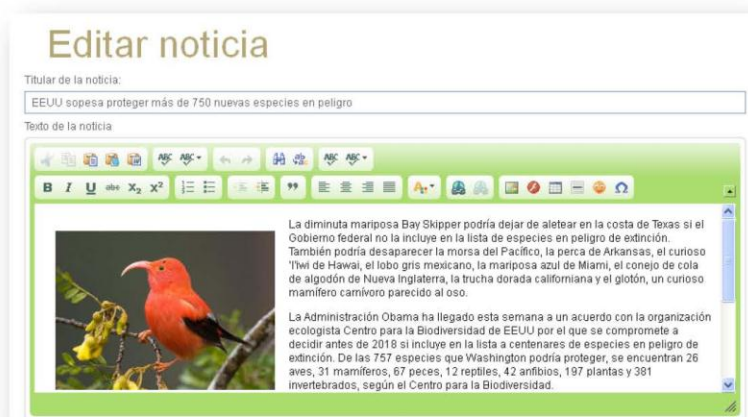 Editar noticia
Titular de la noticia:
EEUU sopesa proteger más de 750 nuevas especies en peligro
Texto de la noticia
ABC ABC ABC ABC
B I U abc X₂ X² A Ω
La diminuta mariposa Bay Skipper podría dejar de aletear en la costa de Texas si el
Gobierno federal no la incluye en la lista de especies en peligro de extinción.
También podría desaparecer la morsa del Pacífico, la perca de Arkansas, el curioso
'I'iwi de Hawai, el lobo gris mexicano, la mariposa azul de Miami, el conejo de cola
de algodón de Nueva Inglaterra, la trucha dorada californiana y el glotón, un curioso
mamífero carnívoro parecido al oso.
La Administración Obama ha llegado esta semana a un acuerdo con la organización
ecologista Centro para la Biodiversidad de EEUU por el que se compromete a
decidir antes de 2018 si incluye en la lista a centenares de especies en peligro de
extinción. De las 757 especies que Washington podría proteger, se encuentran 26
aves, 31 mamíferos, 67 peces, 12 reptiles, 42 anfibios, 197 plantas y 381
invertebrados, según el Centro para la Biodiversidad.